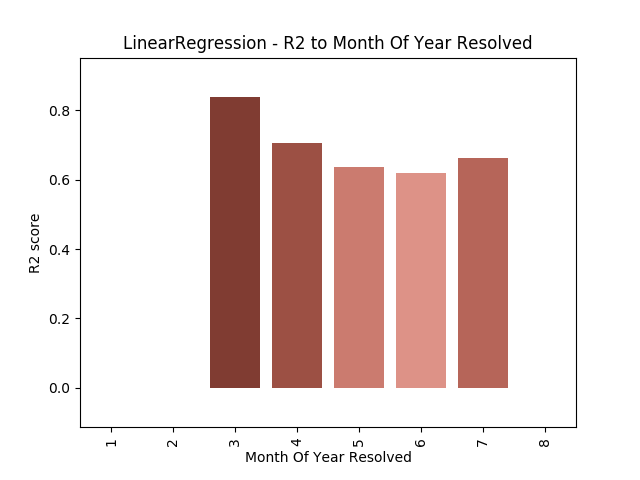 LinearRegression - R2 to Month Of Year Resolved
0.8
0.6
0.4
0.2
0.0
R2 score
1 2 3 4 5 6 7 8
Month Of Year Resolved